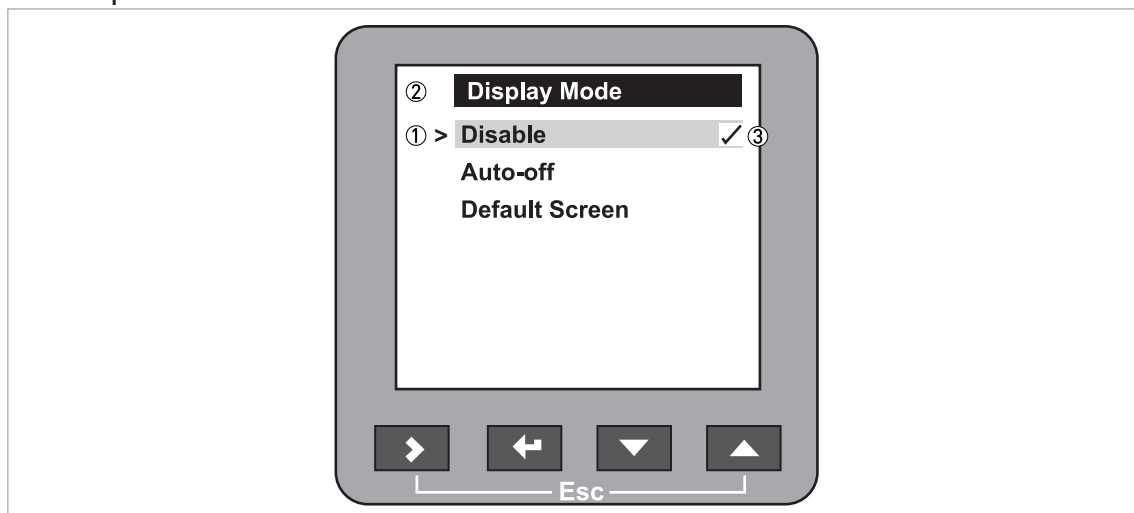 ② Display Mode
① > Disable ✓ ③
Auto-off
Default Screen
Esc